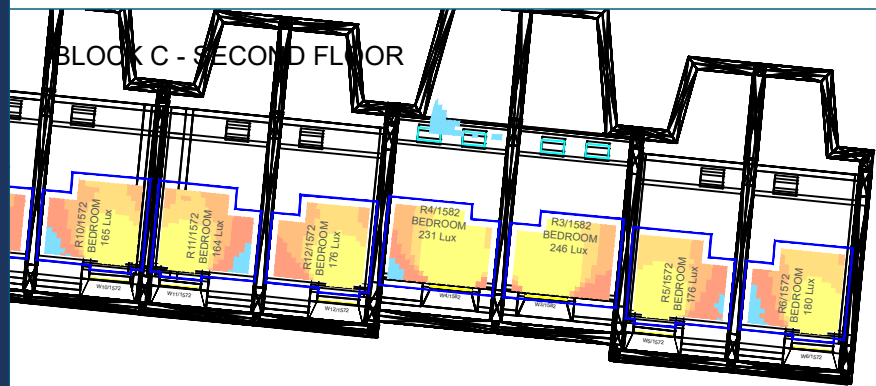 BLOCK C - SECOND FLOOR
R10/1572
BEDROOM
165 Lux
R11/1572
BEDROOM
164 Lux
R12/1572
BEDROOM
176 Lux
R4/1582
BEDROOM
231 Lux
R3/1582
BEDROOM
246 Lux
R5/1572
BEDROOM
176 Lux
R6/1572
BEDROOM
180 Lux
W10/1572
W11/1572
W12/1572
W4/1582
W3/1582
W5/1572
W6/1572